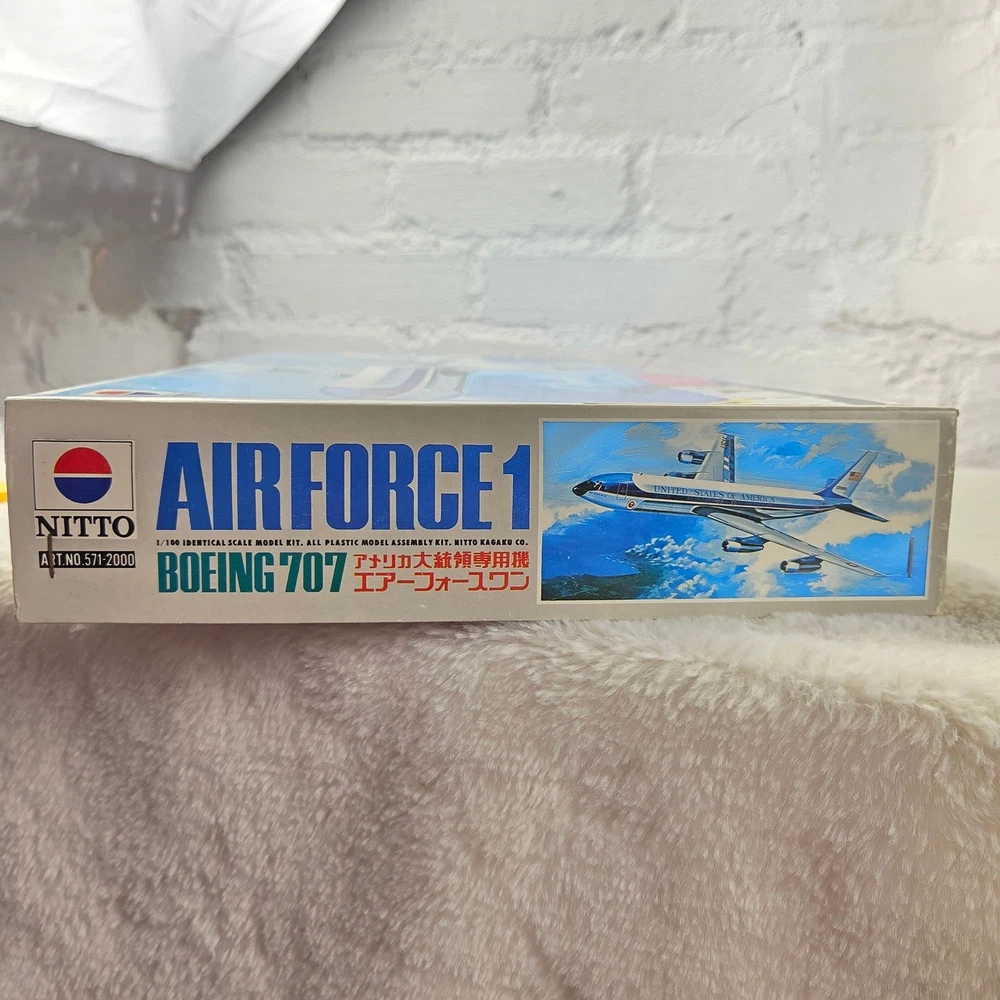 NITTO
ART.NO.571-2000
AIR FORCE 1
1/100 IDENTICAL SCALE MODEL KIT. ALL PLASTIC MODEL ASSEMBLY KIT. NITTO KAGAKU CO.
BOEING 707
アメリカ大統領専用機
エアーフォースワン
UNITED STATES OF AMERICA